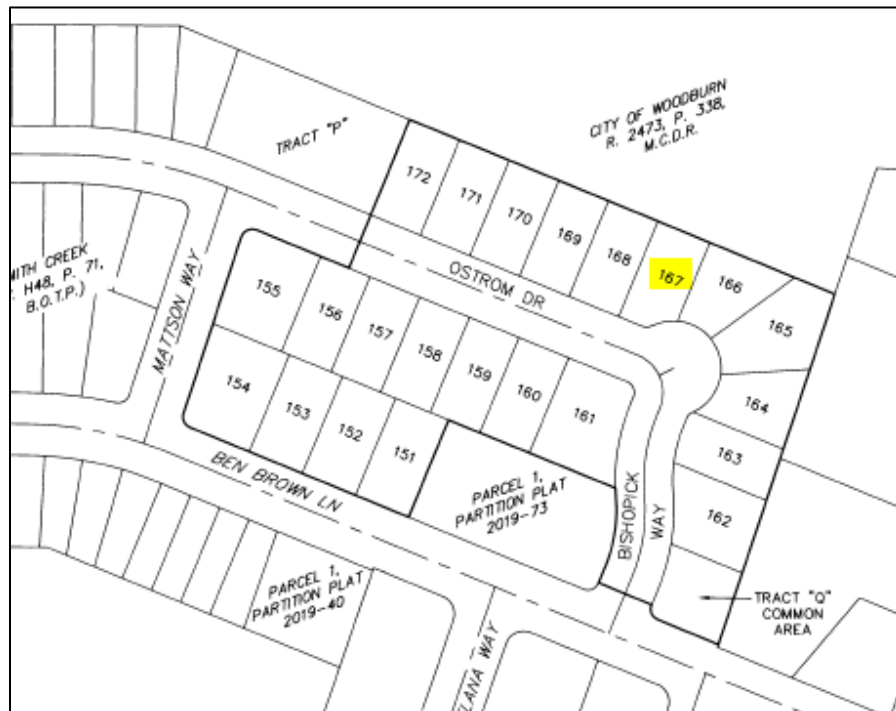 CITY OF WOODBURN
R. 2473, P. 338,
M.C.D.R.
TRACT "P"
172
171
170
169
168
167
166
165
164
163
162
OSTROM DR
MITH CREEK
H48, P. 71,
B.O.T.P.)
MATTISON WAY
155
156
157
158
159
160
161
154
153
152
151
BEN BROWN LN
PARCEL 1,
PARTITION PLAT
2019-73
BISHOPICK
WAY
TRACT "Q"
COMMON
AREA
PARCEL 1,
PARTITION PLAT
2019-40
ELANA WAY